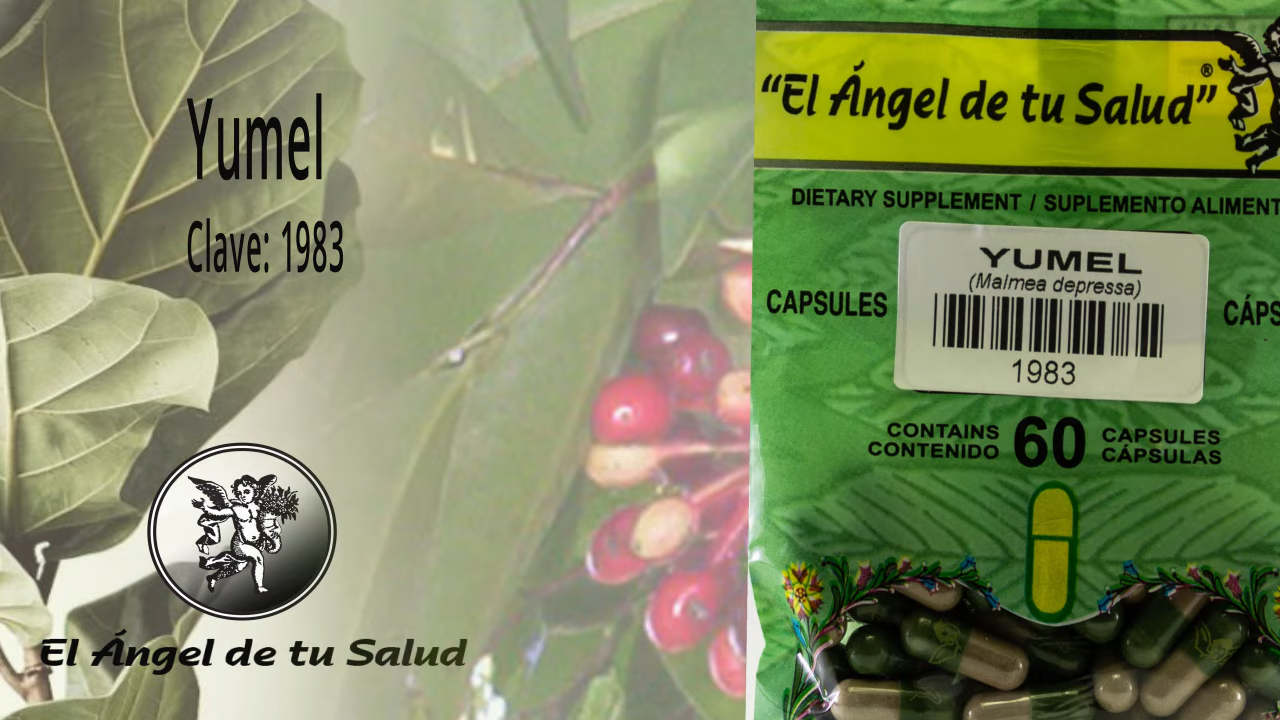 Yumel
Clave: 1983
El Ángel de tu Salud
“El Ángel de tu Salud”®
DIETARY SUPPLEMENT / SUPLEMENTO ALIMENT
CAPSULES
CÁPS
YUMEL
(Malmea depressa)
1983
CONTAINS
CONTENIDO
60
CAPSULES
CÁPSULAS